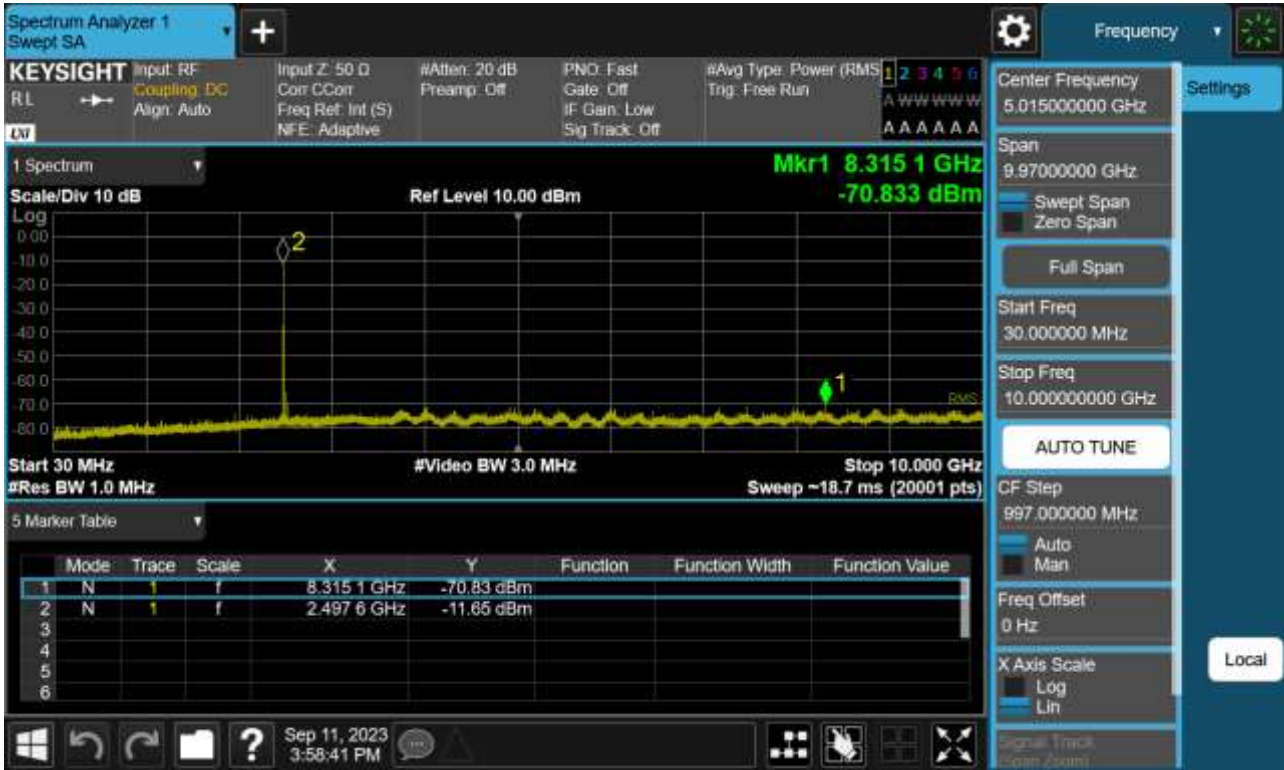 Spectrum Analyzer 1
Swept SA
Frequency
KEYSIGHT
RL
LXI
Input: RF
Coupling: DC
Align: Auto
Input Z: 50 Ω
Corr CCorr
Freq Ref: Int (S)
NFE: Adaptive
#Atten: 20 dB
Preamp: Off
PNO: Fast
Gate: Off
IF Gain: Low
Sig Track: Off
#Avg Type: Power (RMS
Trig: Free Run
1 2 3 4 5 6
A W W W W W
A A A A A A
1 Spectrum
Mkr1 8.315 1 GHz
Scale/Div 10 dB
Ref Level 10.00 dBm
-70.833 dBm
Log
0.00
-10.0
-20.0
-30.0
-40.0
-50.0
-60.0
-70.0
-80.0
2
1
RMS
Start 30 MHz
#Video BW 3.0 MHz
Stop 10.000 GHz
#Res BW 1.0 MHz
Sweep ~18.7 ms (20001 pts)
5 Marker Table
Mode Trace Scale X Y Function Function Width Function Value
1 N 1 f 8.315 1 GHz -70.83 dBm
2 N 1 f 2.497 6 GHz -11.65 dBm
3
4
5
6
Sep 11, 2023
3:58:41 PM
Center Frequency
5.015000000 GHz
Span
9.97000000 GHz
Swept Span
Zero Span
Full Span
Start Freq
30.000000 MHz
Stop Freq
10.000000000 GHz
AUTO TUNE
CF Step
997.000000 MHz
Auto
Man
Freq Offset
0 Hz
X Axis Scale
Log
Lin
Signal Track
(Span Zoom)
Settings
Local